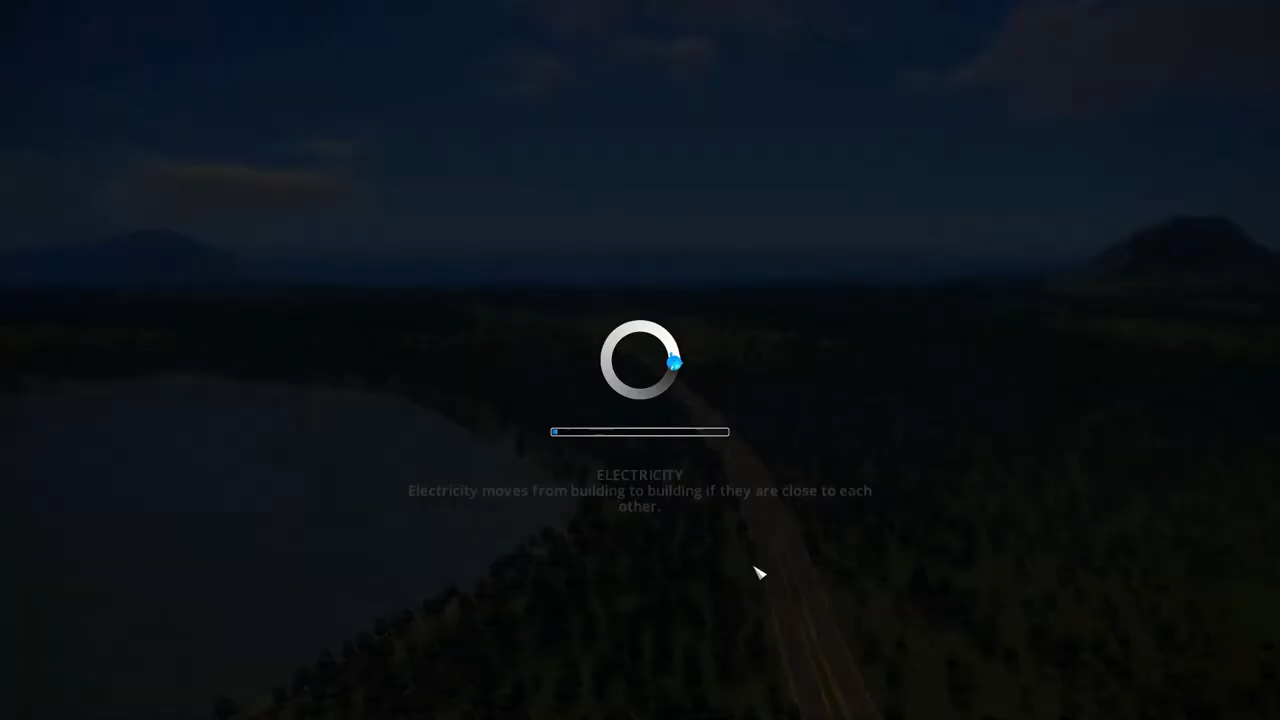 ELECTRICITY
Electricity moves from building to building if they are close to each
other.